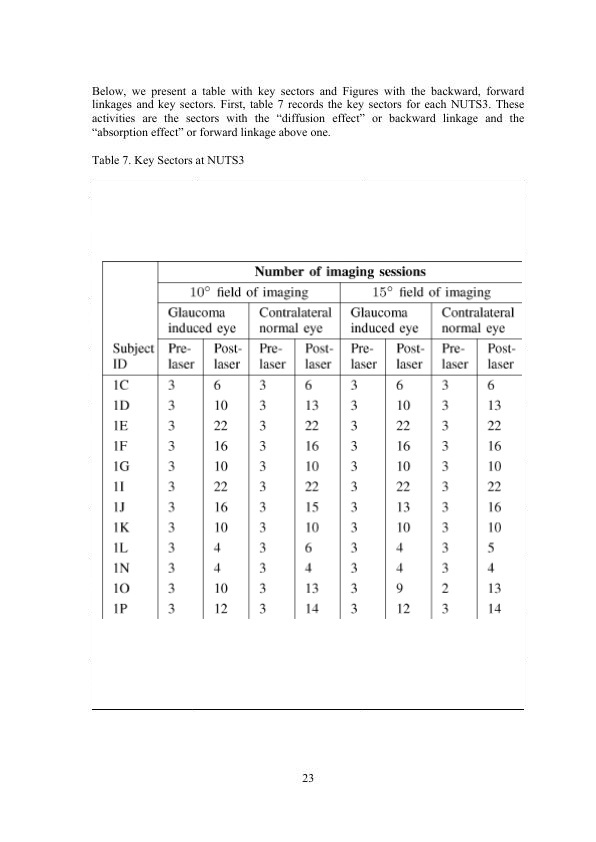 Below, we present a table with key sectors and Figures with the backward, forward
linkages and key sectors. First, table 7 records the key sectors for each NUTS3. These
activities are the sectors with the “diffusion effect” or backward linkage and the
“absorption effect” or forward linkage above one.
Table 7. Key Sectors at NUTS3
Number of imaging sessions
10° field of imaging 15° field of imaging
Glaucoma Contralateral Glaucoma Contralateral
induced eye normal eye induced eye normal eye
Subject Pre- Post- Pre- Post- Pre- Post- Pre- Post-
ID laser laser laser laser laser laser laser laser
1C 3 6 3 6 3 6 3 6
1D 3 10 3 13 3 10 3 13
1E 3 22 3 22 3 22 3 22
1F 3 16 3 16 3 16 3 16
1G 3 10 3 10 3 10 3 10
1I 3 22 3 22 3 22 3 22
1J 3 16 3 15 3 13 3 16
1K 3 10 3 10 3 10 3 10
1L 3 4 3 6 3 4 3 5
1N 3 4 3 4 3 4 3 4
1O 3 10 3 13 3 9 2 13
1P 3 12 3 14 3 12 3 14
23